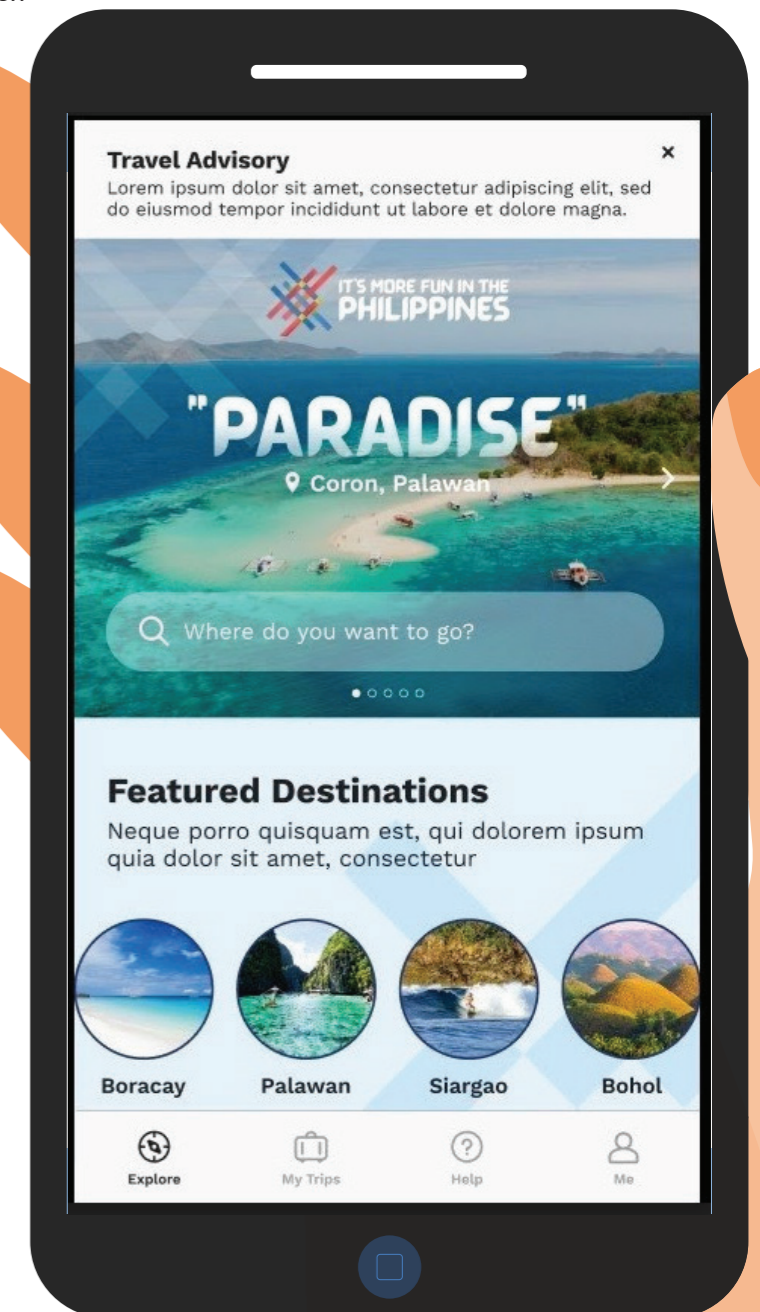 Travel Advisory
Lorem ipsum dolor sit amet, consectetur adipiscing elit, sed
do eiusmod tempor incididunt ut labore et dolore magna.
IT'S MORE FUN IN THE
PHILIPPINES
"PARADISE"
Coron, Palawan
Where do you want to go?
Featured Destinations
Neque porro quisquam est, qui dolorem ipsum
quia dolor sit amet, consectetur
Boracay Palawan Siargao Bohol
Explore My Trips Help Me